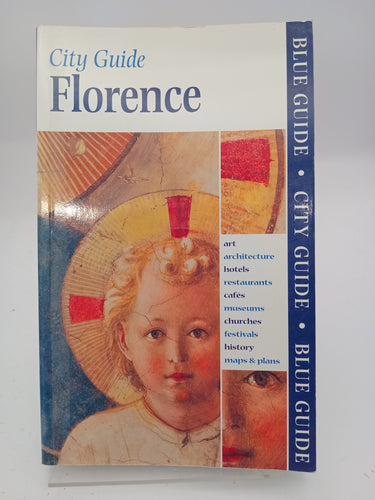 City Guide
Florence
art
architecture
hotels
restaurants
cafés
museums
churches
festivals
history
maps & plans
BLUE GUIDE • CITY GUIDE • BLUE GUIDE